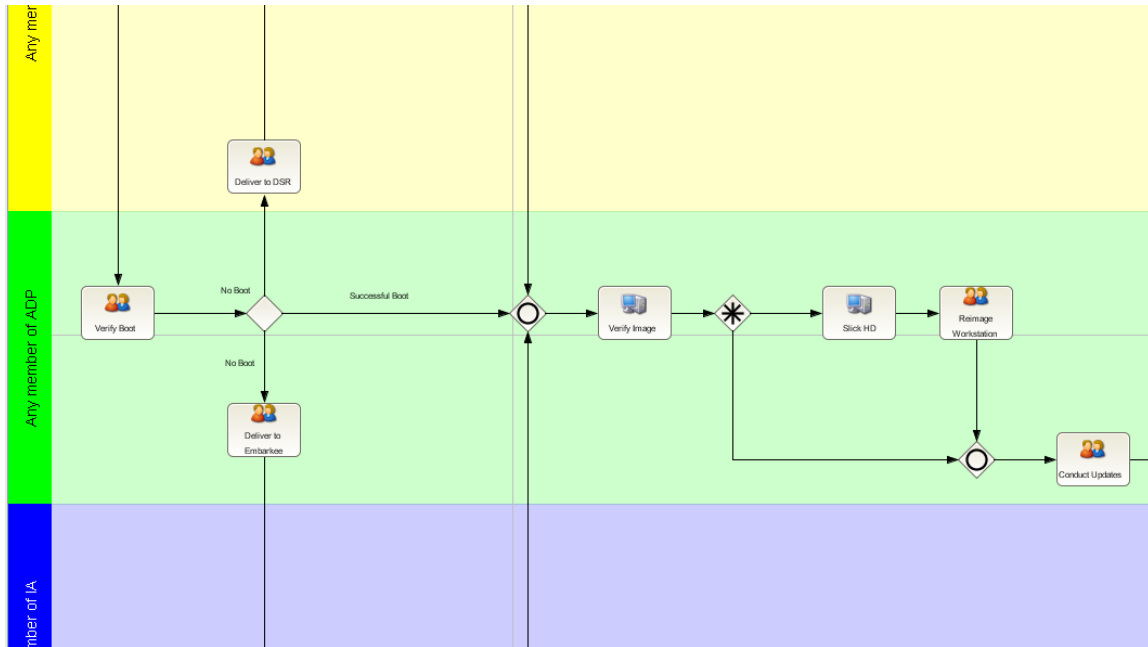 Any mer
Deliver to DSR
Any member of ADP
No Boot
Successful Boot
Verify Boot
Verify Image
Slick HD
Reimage
Workstation
No Boot
Deliver to
Embarkee
Conduct Updates
mber of IA